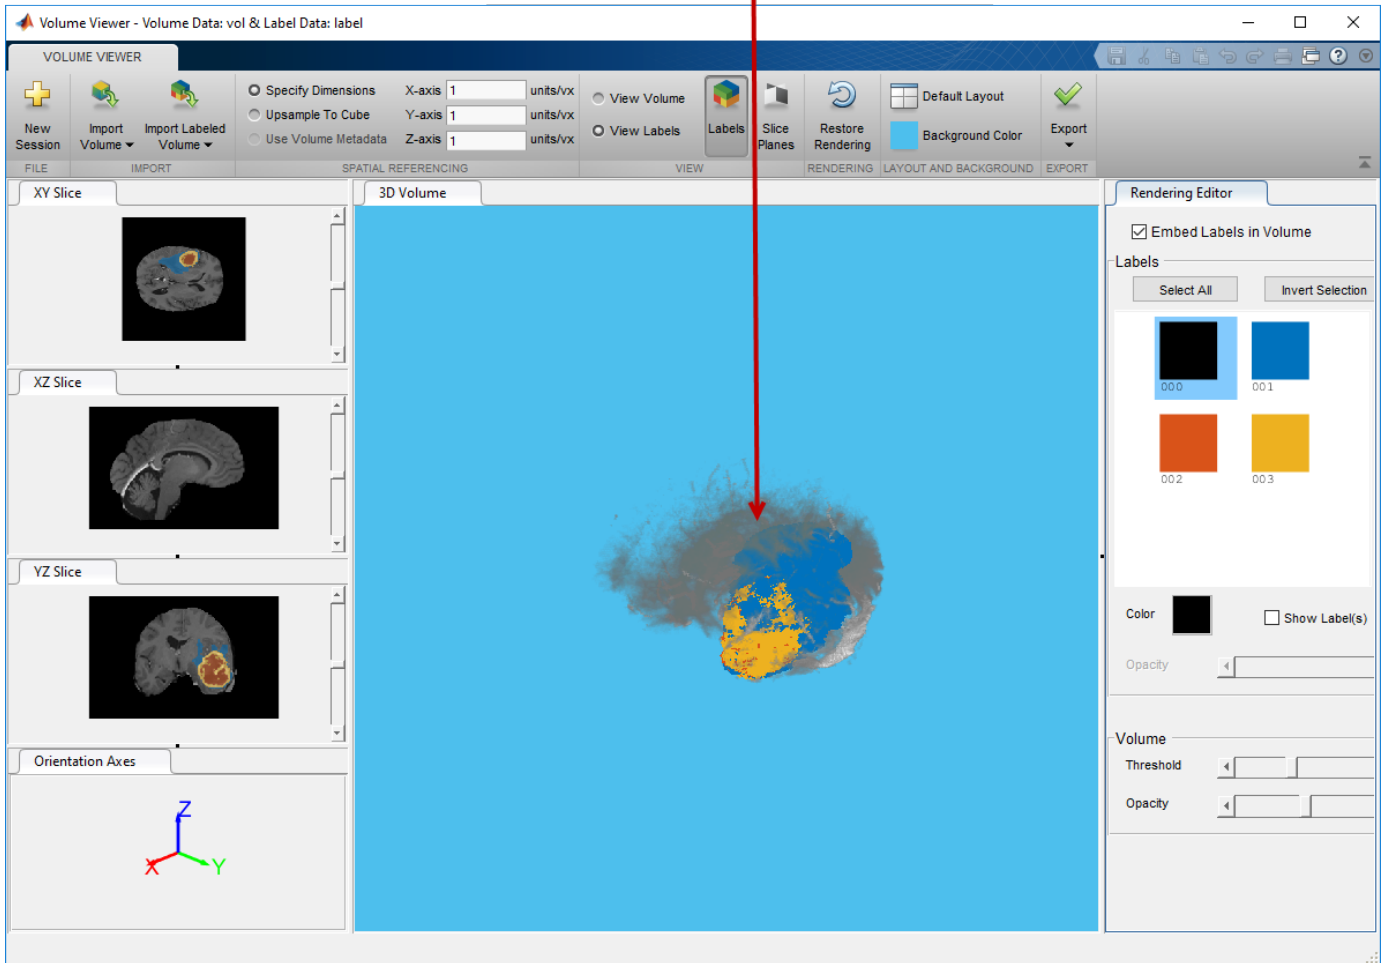 Volume Viewer - Volume Data: vol & Label Data: label
VOLUME VIEWER
New Session
Import Volume
Import Labeled Volume
Specify Dimensions
Upsample To Cube
Use Volume Metadata
X-axis 1 units/vx
Y-axis 1 units/vx
Z-axis 1 units/vx
View Volume
View Labels
Labels
Slice Planes
Restore Rendering
Default Layout
Background Color
Export
FILE
IMPORT
SPATIAL REFERENCING
VIEW
RENDERING
LAYOUT AND BACKGROUND
EXPORT
XY Slice
XZ Slice
YZ Slice
Orientation Axes
Z
X
Y
3D Volume
Rendering Editor
Embed Labels in Volume
Labels
Select All
Invert Selection
000
001
002
003
Color
Show Label(s)
Opacity
Volume
Threshold
Opacity